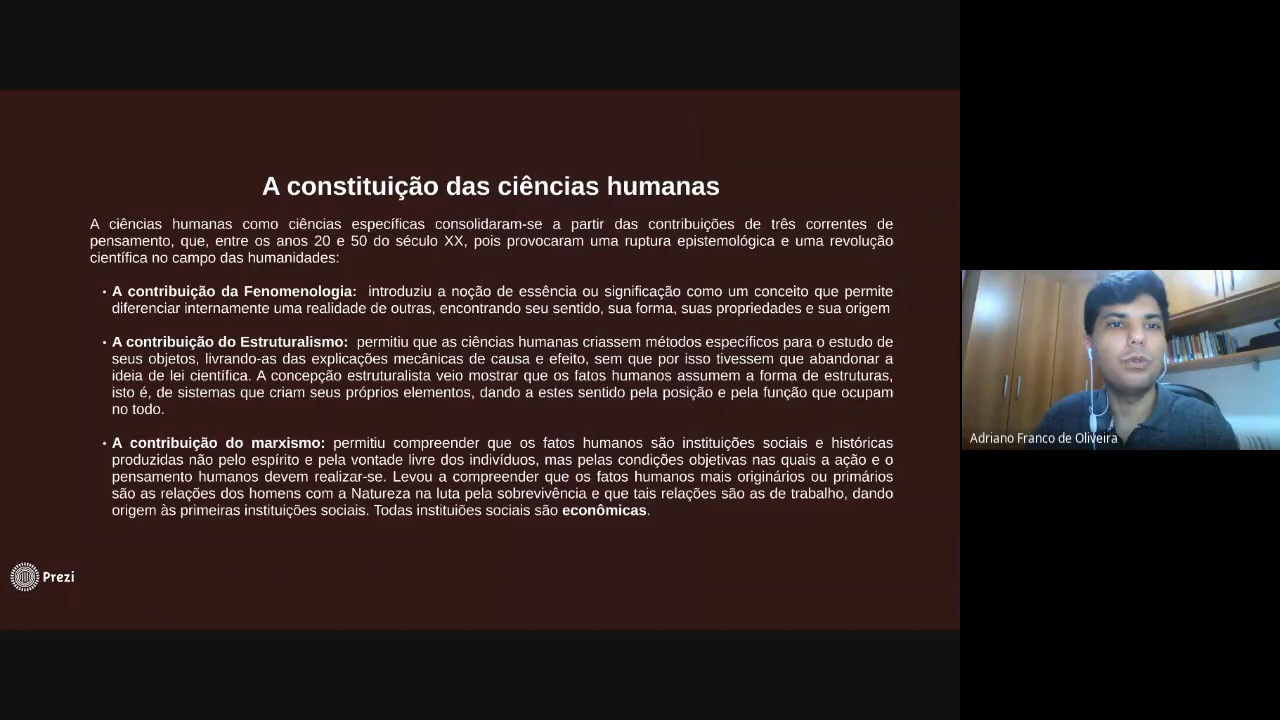 A constituição das ciências humanas
A ciências humanas como ciências específicas consolidaram-se a partir das contribuições de três correntes de
pensamento, que, entre os anos 20 e 50 do século XX, pois provocaram uma ruptura epistemológica e uma revolução
científica no campo das humanidades:
• A contribuição da Fenomenologia: introduziu a noção de essência ou significação como um conceito que permite
diferenciar internamente uma realidade de outras, encontrando seu sentido, sua forma, suas propriedades e sua origem
• A contribuição do Estruturalismo: permitiu que as ciências humanas criassem métodos específicos para o estudo de
seus objetos, livrando-as das explicações mecânicas de causa e efeito, sem que por isso tivessem que abandonar a
ideia de lei científica. A concepção estruturalista veio mostrar que os fatos humanos assumem a forma de estruturas,
isto é, de sistemas que criam seus próprios elementos, dando a estes sentido pela posição e pela função que ocupam
no todo.
• A contribuição do marxismo: permitiu compreender que os fatos humanos são instituições sociais e históricas
produzidas não pelo espírito e pela vontade livre dos indivíduos, mas pelas condições objetivas nas quais a ação e o
pensamento humanos devem realizar-se. Levou a compreender que os fatos humanos mais originários ou primários
são as relações dos homens com a Natureza na luta pela sobrevivência e que tais relações são as de trabalho, dando
origem às primeiras instituições sociais. Todas instituiões sociais são econômicas.
Prezi
Adriano Franco de Oliveira